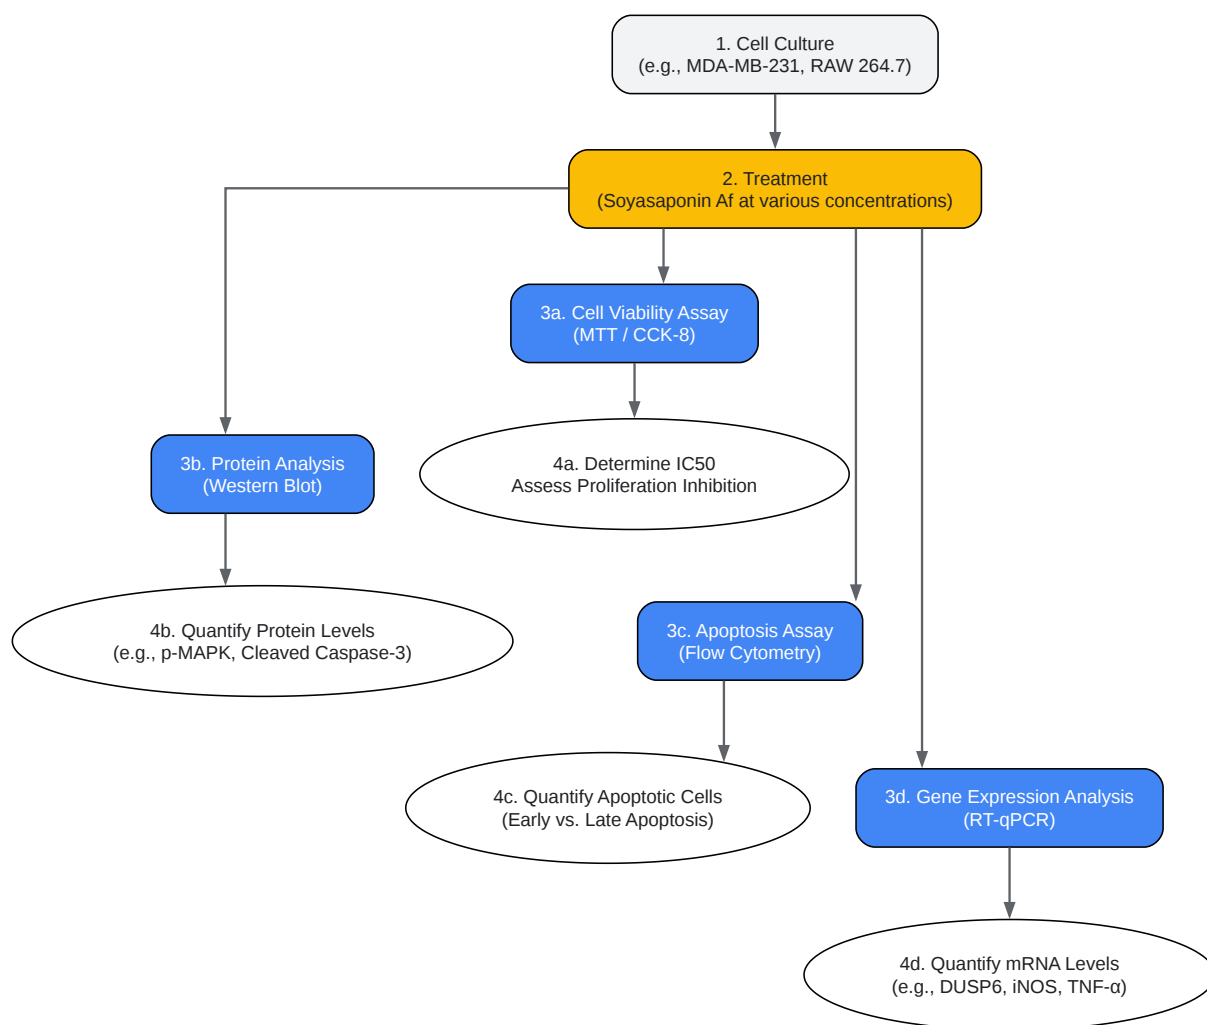 1. Cell Culture
(e.g., MDA-MB-231, RAW 264.7)
2. Treatment
(Soyasaponin Af at various concentrations)
3a. Cell Viability Assay
(MTT / CCK-8)
3b. Protein Analysis
(Western Blot)
4a. Determine IC50
Assess Proliferation Inhibition
4b. Quantify Protein Levels
(e.g., p-MAPK, Cleaved Caspase-3)
3c. Apoptosis Assay
(Flow Cytometry)
4c. Quantify Apoptotic Cells
(Early vs. Late Apoptosis)
3d. Gene Expression Analysis
(RT-qPCR)
4d. Quantify mRNA Levels
(e.g., DUSP6, iNOS, TNF-α)